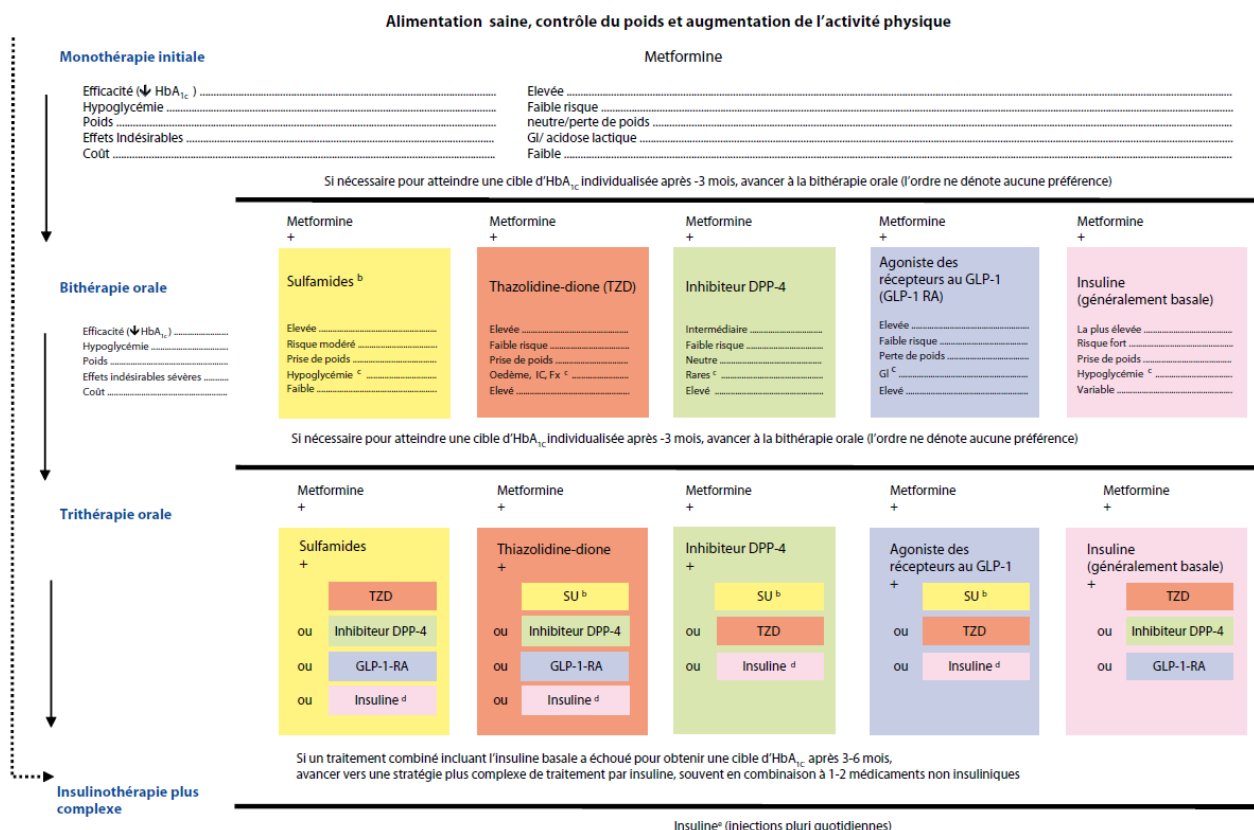 Alimentation saine, contrôle du poids et augmentation de l'activité physique
Monothérapie initiale
Metformine
Efficacité (↓ HbA1c ) Elevée
Hypoglycémie Faible risque
Poids neutre/perte de poids
Effets Indésirables GI/ acidose lactique
Coût Faible
Si nécessaire pour atteindre une cible d'HbA1C individualisée après -3 mois, avancer à la bithérapie orale (l'ordre ne dénote aucune préférence)
Bithérapie orale
Efficacité (↓HbA1c)
Hypoglycémie
Poids
Effets indésirables sévères
Coût
Metformine
+
Sulfamides b
Elevée
Risque modéré
Prise de poids
Hypoglycémie c
Faible
Metformine
+
Thazolidine-dione (TZD)
Elevée
Faible risque
Prise de poids
Oedème, IC, Fx c
Elevé
Metformine
+
Inhibiteur DPP-4
Intermédiaire
Faible risque
Neutre
Rares c
Elevé
Metformine
+
Agoniste des
récepteurs au GLP-1
(GLP-1 RA)
Elevée
Faible risque
Perte de poids
GI c
Elevé
Metformine
+
Insuline
(généralement basale)
La plus élevée
Risque fort
Prise de poids
Hypoglycémie c
Variable
Si nécessaire pour atteindre une cible d'HbA1C individualisée après -3 mois, avancer à la bithérapie orale (l'ordre ne dénote aucune préférence)
Trithérapie orale
Metformine
+
Sulfamides
+
TZD
ou Inhibiteur DPP-4
ou GLP-1-RA
ou Insuline d
Metformine
+
Thiazolidine-dione
+
SU b
ou Inhibiteur DPP-4
ou GLP-1-RA
ou Insuline d
Metformine
+
Inhibiteur DPP-4
+
SU b
ou TZD
ou Insuline d
Metformine
+
Agoniste des
récepteurs au GLP-1
+
SU b
ou TZD
ou Insuline d
Metformine
+
Insuline
(généralement basale)
+
TZD
ou Inhibiteur DPP-4
ou GLP-1-RA
Si un traitement combiné incluant l'insuline basale a échoué pour obtenir une cible d'HbA1C après 3-6 mois,
avancer vers une stratégie plus complexe de traitement par insuline, souvent en combinaison à 1-2 médicaments non insuliniques
Insulinothérapie plus
complexe
Insuline e (injections pluri quotidiennes)